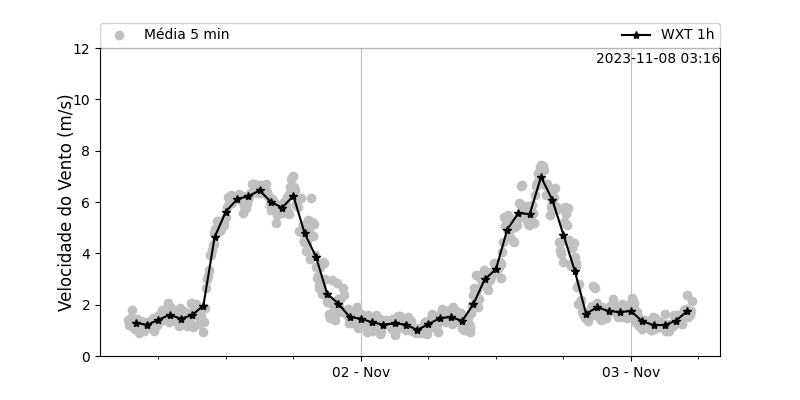 Média 5 min
WXT 1h
2023-11-08 03:16
Velocidade do Vento (m/s)
12
10
8
6
4
2
0
02 - Nov
03 - Nov